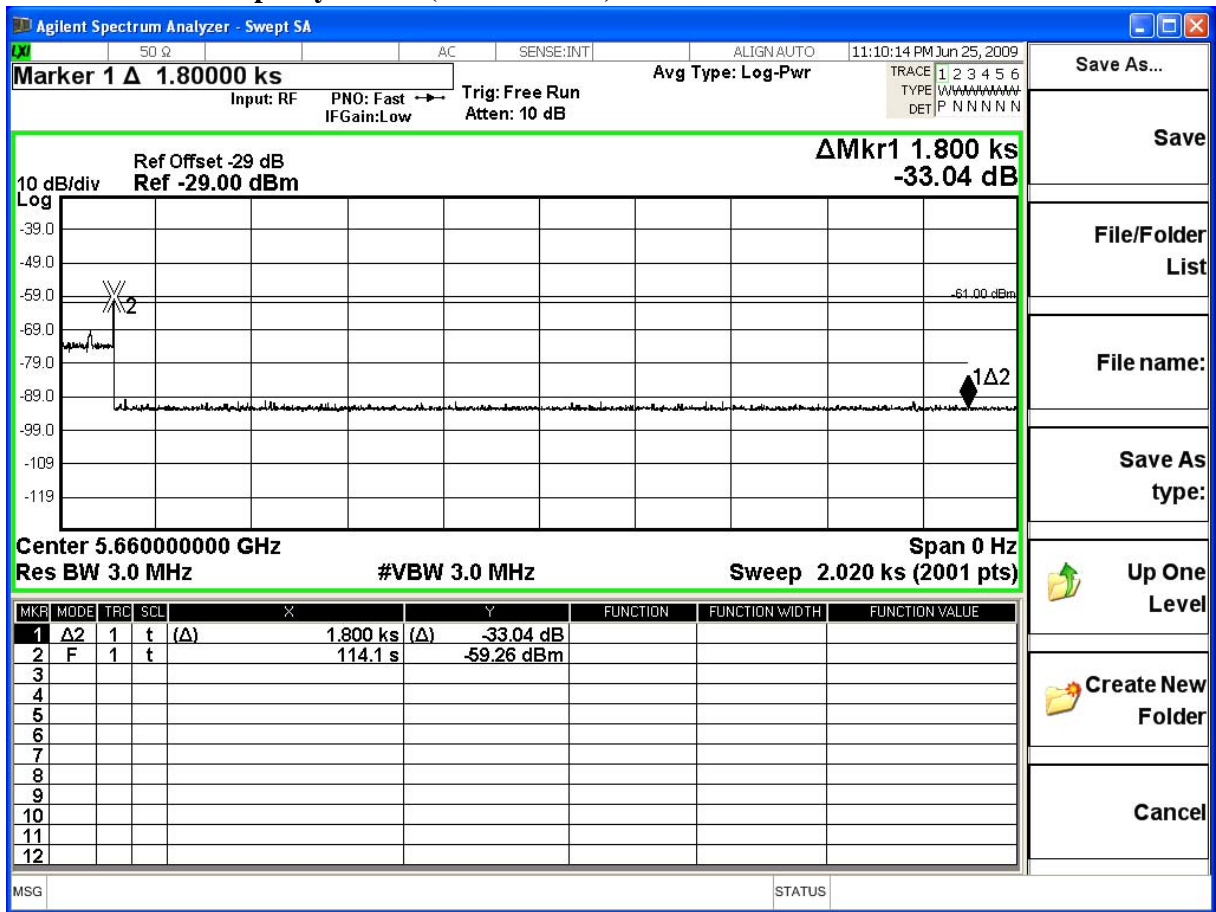 Agilent Spectrum Analyzer - Swept SA
LXI 50 Ω AC SENSE:INT ALIGN AUTO 11:10:14 PM Jun 25, 2009
Marker 1 Δ 1.80000 ks
Input: RF PNO: Fast IFGain:Low
Trig: Free Run
Atten: 10 dB
Avg Type: Log-Pwr
TRACE 1 2 3 4 5 6
TYPE WWWWWW
DET P N N N N N
Ref Offset -29 dB
10 dB/div Ref -29.00 dBm
Log
ΔMkr1 1.800 ks
-33.04 dB
-39.0
-49.0
-59.0
-69.0
-79.0
-89.0
-99.0
-109
-119
2
-61.00 dBm
1Δ2
Center 5.660000000 GHz Span 0 Hz
Res BW 3.0 MHz #VBW 3.0 MHz Sweep 2.020 ks (2001 pts)
MKR MODE TRC SCL X Y FUNCTION FUNCTION WIDTH FUNCTION VALUE
1 Δ2 1 t (Δ) 1.800 ks (Δ) -33.04 dB
2 F 1 t 114.1 s -59.26 dBm
3
4
5
6
7
8
9
10
11
12
MSG STATUS
Save As...
Save
File/Folder
List
File name:
Save As
type:
Up One
Level
Create New
Folder
Cancel